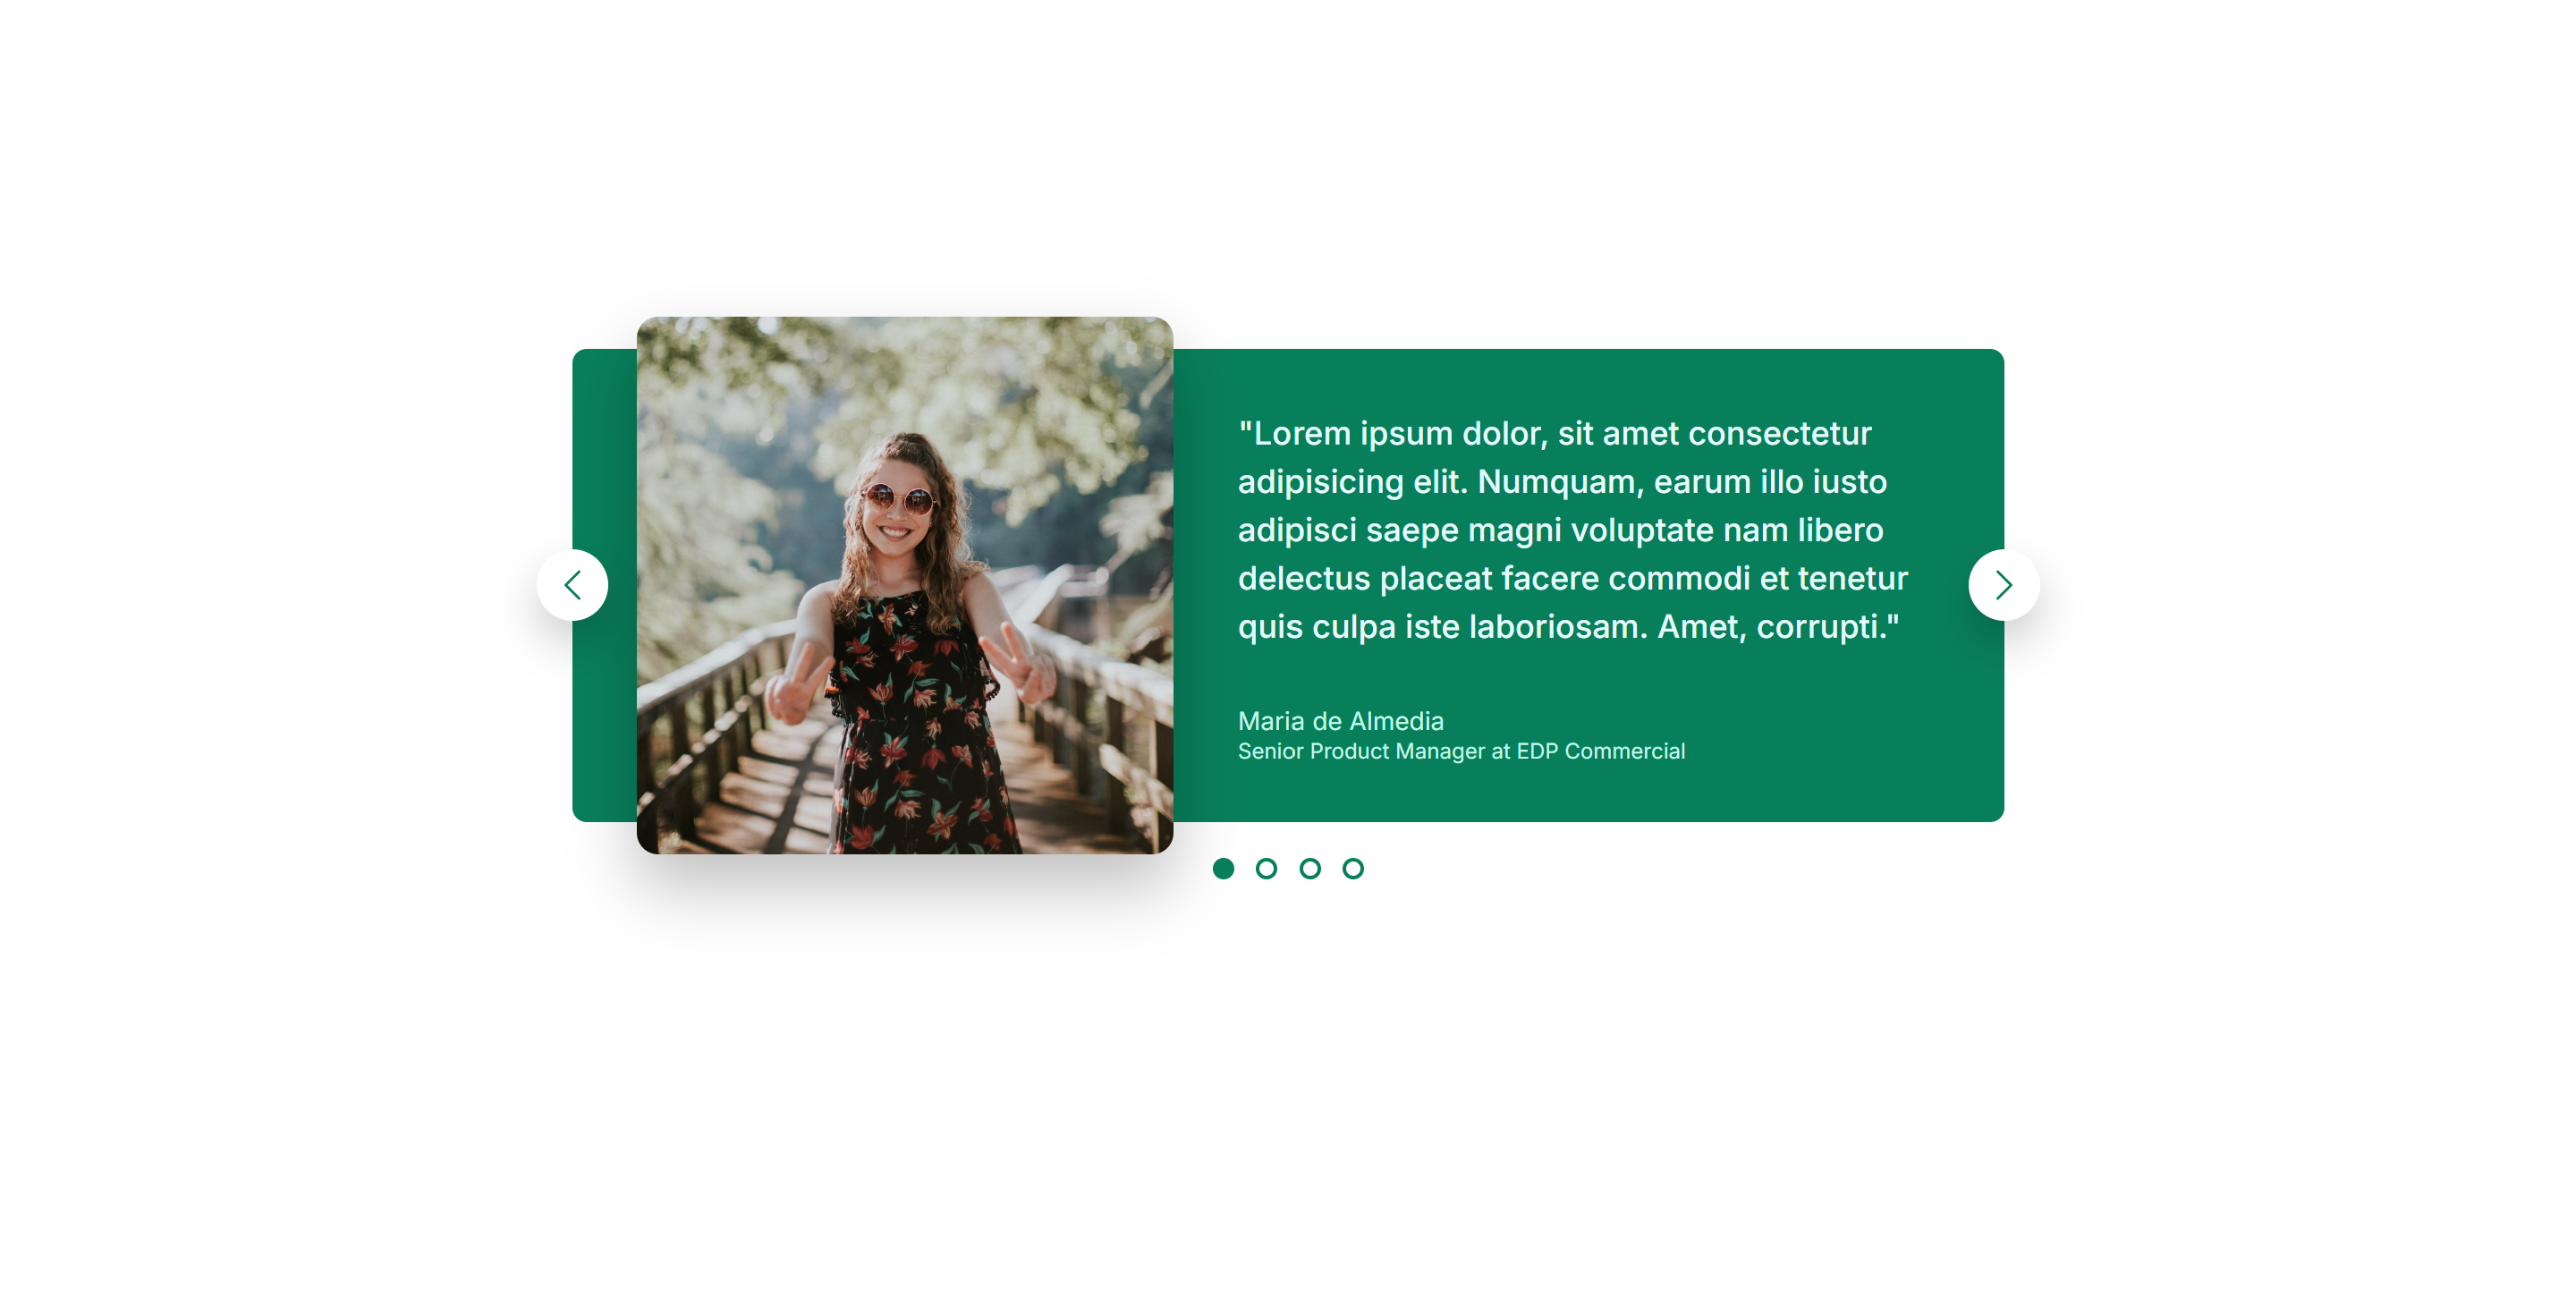 "Lorem ipsum dolor, sit amet consectetur
adipisicing elit. Numquam, earum illo iusto
adipisci saepe magni voluptate nam libero
delectus placeat facere commodi et tenetur
quis culpa iste laboriosam. Amet, corrupti."
Maria de Almedia
Senior Product Manager at EDP Commercial